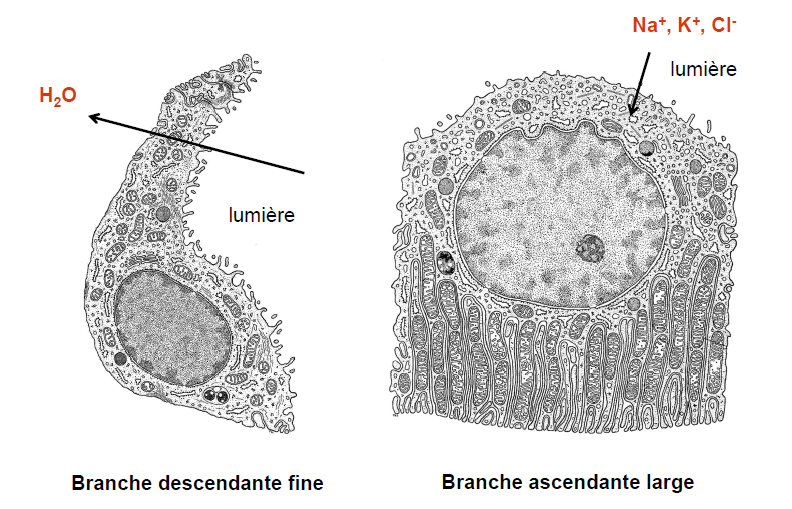 Na⁺, K⁺, Cl⁻
lumière
H₂O
lumière
Branche descendante fine
Branche ascendante large